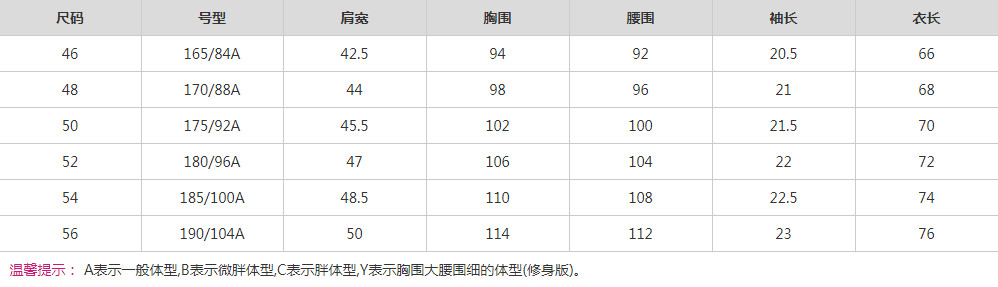 尺码 号型 肩宽 胸围 腰围 袖长 衣长
46 165/84A 42.5 94 92 20.5 66
48 170/88A 44 98 96 21 68
50 175/92A 45.5 102 100 21.5 70
52 180/96A 47 106 104 22 72
54 185/100A 48.5 110 108 22.5 74
56 190/104A 50 114 112 23 76
温馨提示： A表示一般体型,B表示微胖体型,C表示胖体型,Y表示胸围大腰围细的体型(修身版)。